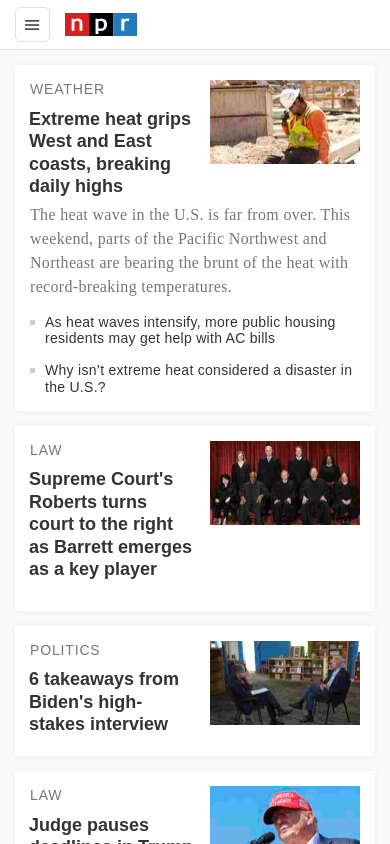 npr
WEATHER
Extreme heat grips
West and East
coasts, breaking
daily highs
The heat wave in the U.S. is far from over. This
weekend, parts of the Pacific Northwest and
Northeast are bearing the brunt of the heat with
record-breaking temperatures.
As heat waves intensify, more public housing
residents may get help with AC bills
Why isn’t extreme heat considered a disaster in
the U.S.?
LAW
Supreme Court's
Roberts turns
court to the right
as Barrett emerges
as a key player
POLITICS
6 takeaways from
Biden's high-
stakes interview
LAW
Judge pauses
deadlines in Trump